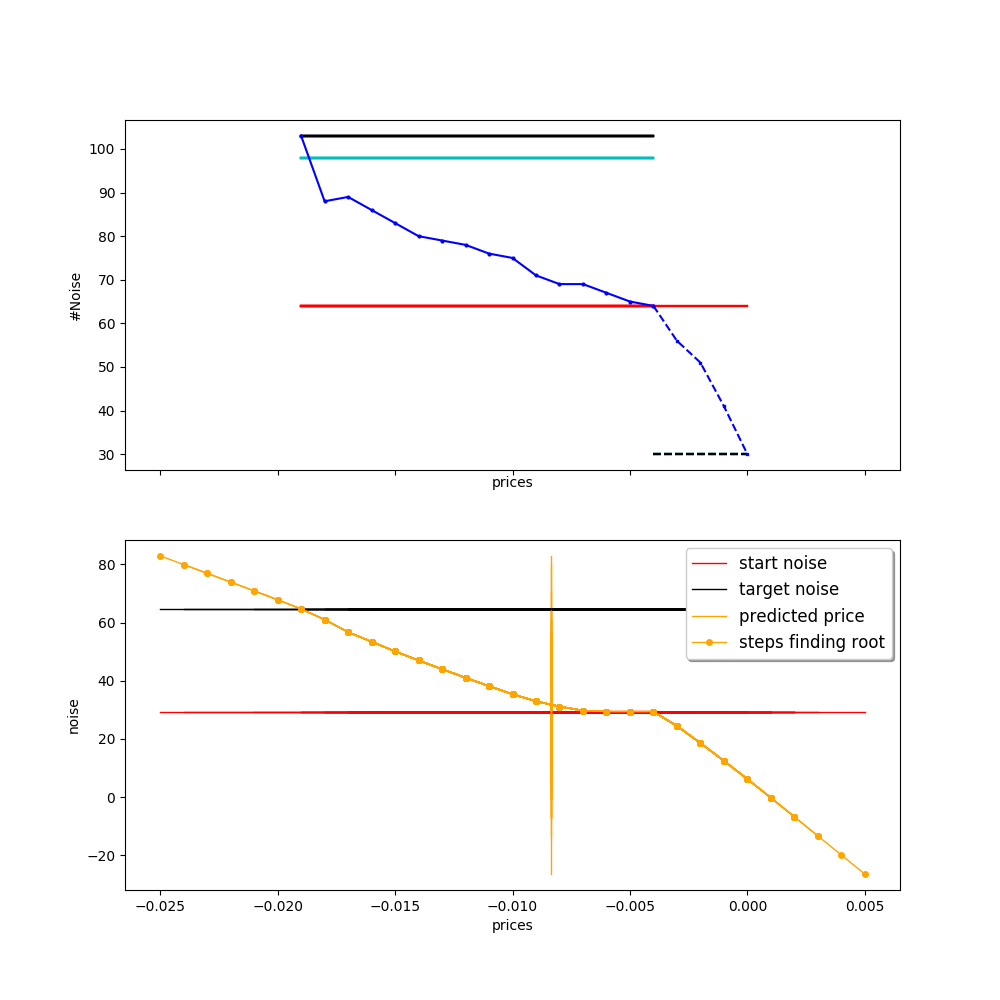 100
90
80
70
60
50
40
30
#Noise
prices
80
60
40
20
0
−20
noise
start noise
target noise
predicted price
steps finding root
−0.025 −0.020 −0.015 −0.010 −0.005 0.000 0.005
prices